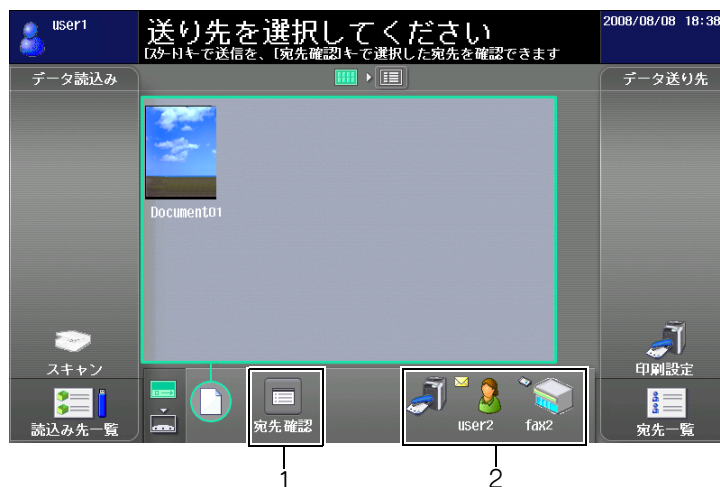 user1
送り先を選択してください
[スタート]キーで送信を、[宛先確認]キーで選択した宛先を確認できます
2008/08/08 18:38
データ読込み
データ送り先
Document01
スキャン
印刷設定
読込み先一覧
宛先確認
user2
fax2
宛先一覧
1
2